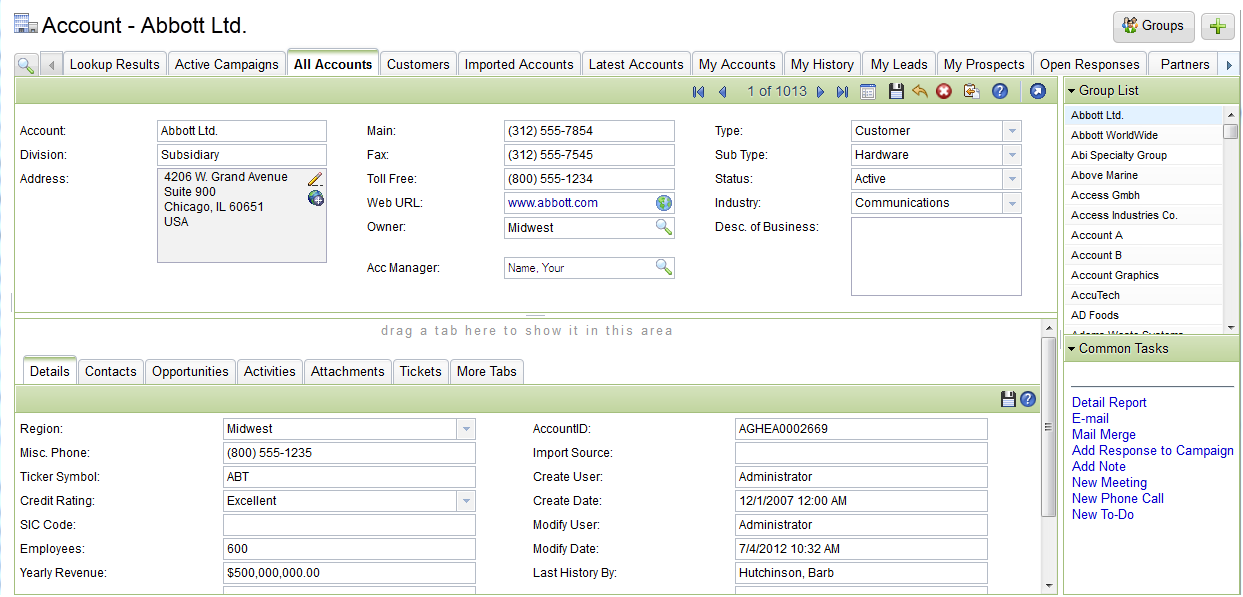 Account - Abbott Ltd.
Groups
Lookup Results Active Campaigns All Accounts Customers Imported Accounts Latest Accounts My Accounts My History My Leads My Prospects Open Responses Partners
1 of 1013
Account: Abbott Ltd.
Division: Subsidiary
Address: 4206 W. Grand Avenue
Suite 900
Chicago, IL 60651
USA
Main: (312) 555-7854
Fax: (312) 555-7545
Toll Free: (800) 555-1234
Web URL: www.abbott.com
Owner: Midwest
Acc Manager: Name, Your
Type: Customer
Sub Type: Hardware
Status: Active
Industry: Communications
Desc. of Business:
Group List
Abbott Ltd.
Abbott WorldWide
Abi Specialty Group
Above Marine
Access Gmbh
Access Industries Co.
Account A
Account B
Account Graphics
AccuTech
AD Foods
Adams Waste Systems
drag a tab here to show it in this area
Details Contacts Opportunities Activities Attachments Tickets More Tabs
Region: Midwest
Misc. Phone: (800) 555-1235
Ticker Symbol: ABT
Credit Rating: Excellent
SIC Code:
Employees: 600
Yearly Revenue: $500,000,000.00
AccountID: AGHEA0002669
Import Source:
Create User: Administrator
Create Date: 12/1/2007 12:00 AM
Modify User: Administrator
Modify Date: 7/4/2012 10:32 AM
Last History By: Hutchinson, Barb
Common Tasks
Detail Report
E-mail
Mail Merge
Add Response to Campaign
Add Note
New Meeting
New Phone Call
New To-Do